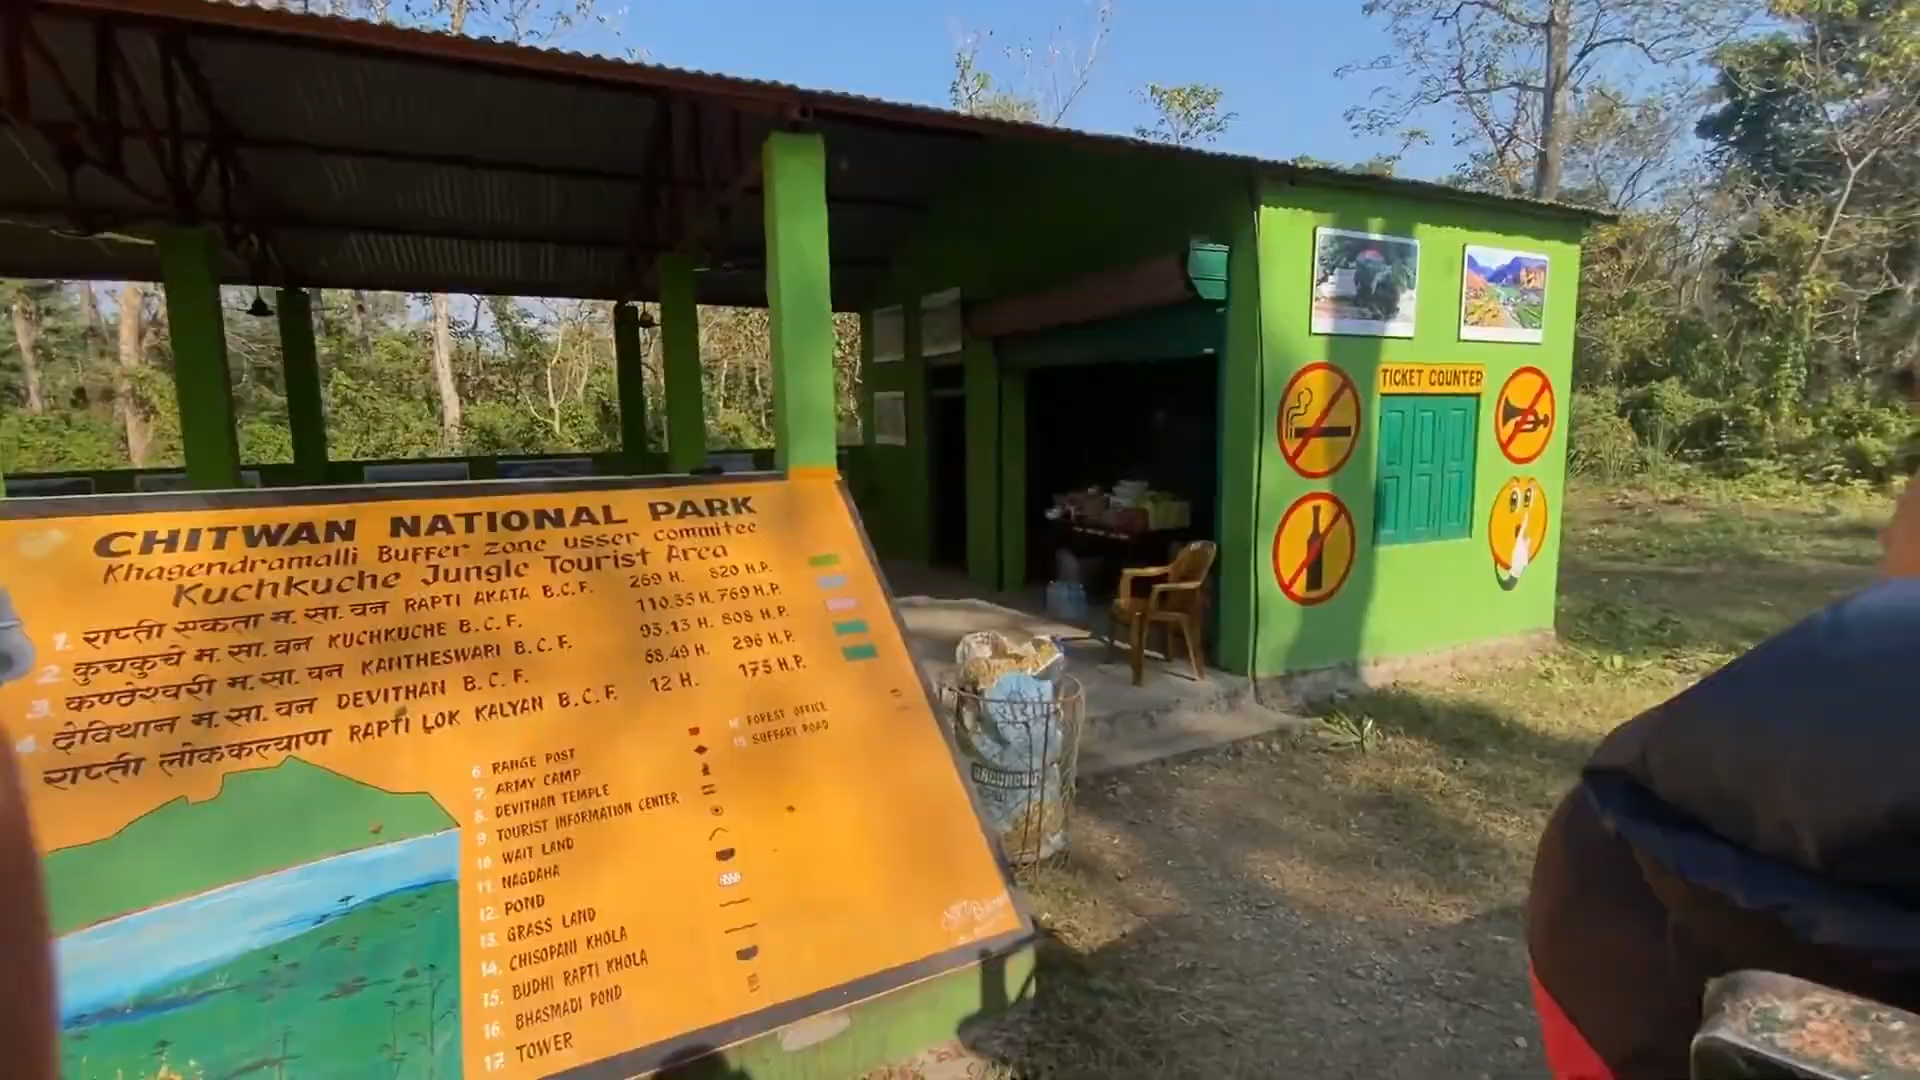 CHITWAN NATIONAL PARK
Khagendramalli Buffer zone usser commitee
Kuchkuche Jungle Tourist Area
1. राप्ती एकता म. सा. वन RAPTI AKATA B.C.F. 269 H. 820 H.P.
2. कुचकुचे म. सा. वन KUCHKUCHE B.C.F. 110.35 H. 769 H.P.
3. कण्ठेश्वरी म. सा. वन KANTHESWARI B.C.F. 93.13 H. 808 H.P.
4. देविथान म. सा. वन DEVITHAN B.C.F. 68.49 H. 296 H.P.
राप्ती लोककल्याण RAPTI LOK KALYAN B.C.F. 12 H. 175 H.P.
6. RANGE POST
7. ARMY CAMP
8. DEVITHAN TEMPLE
9. TOURIST INFORMATION CENTER
10. WAIT LAND
11. NAGDAHA
12. POND
13. GRASS LAND
14. CHISOPANI KHOLA
15. BUDHI RAPTI KHOLA
16. BHASMADI POND
17. TOWER
FOREST OFFICE
SUFFARI ROAD
TICKET COUNTER